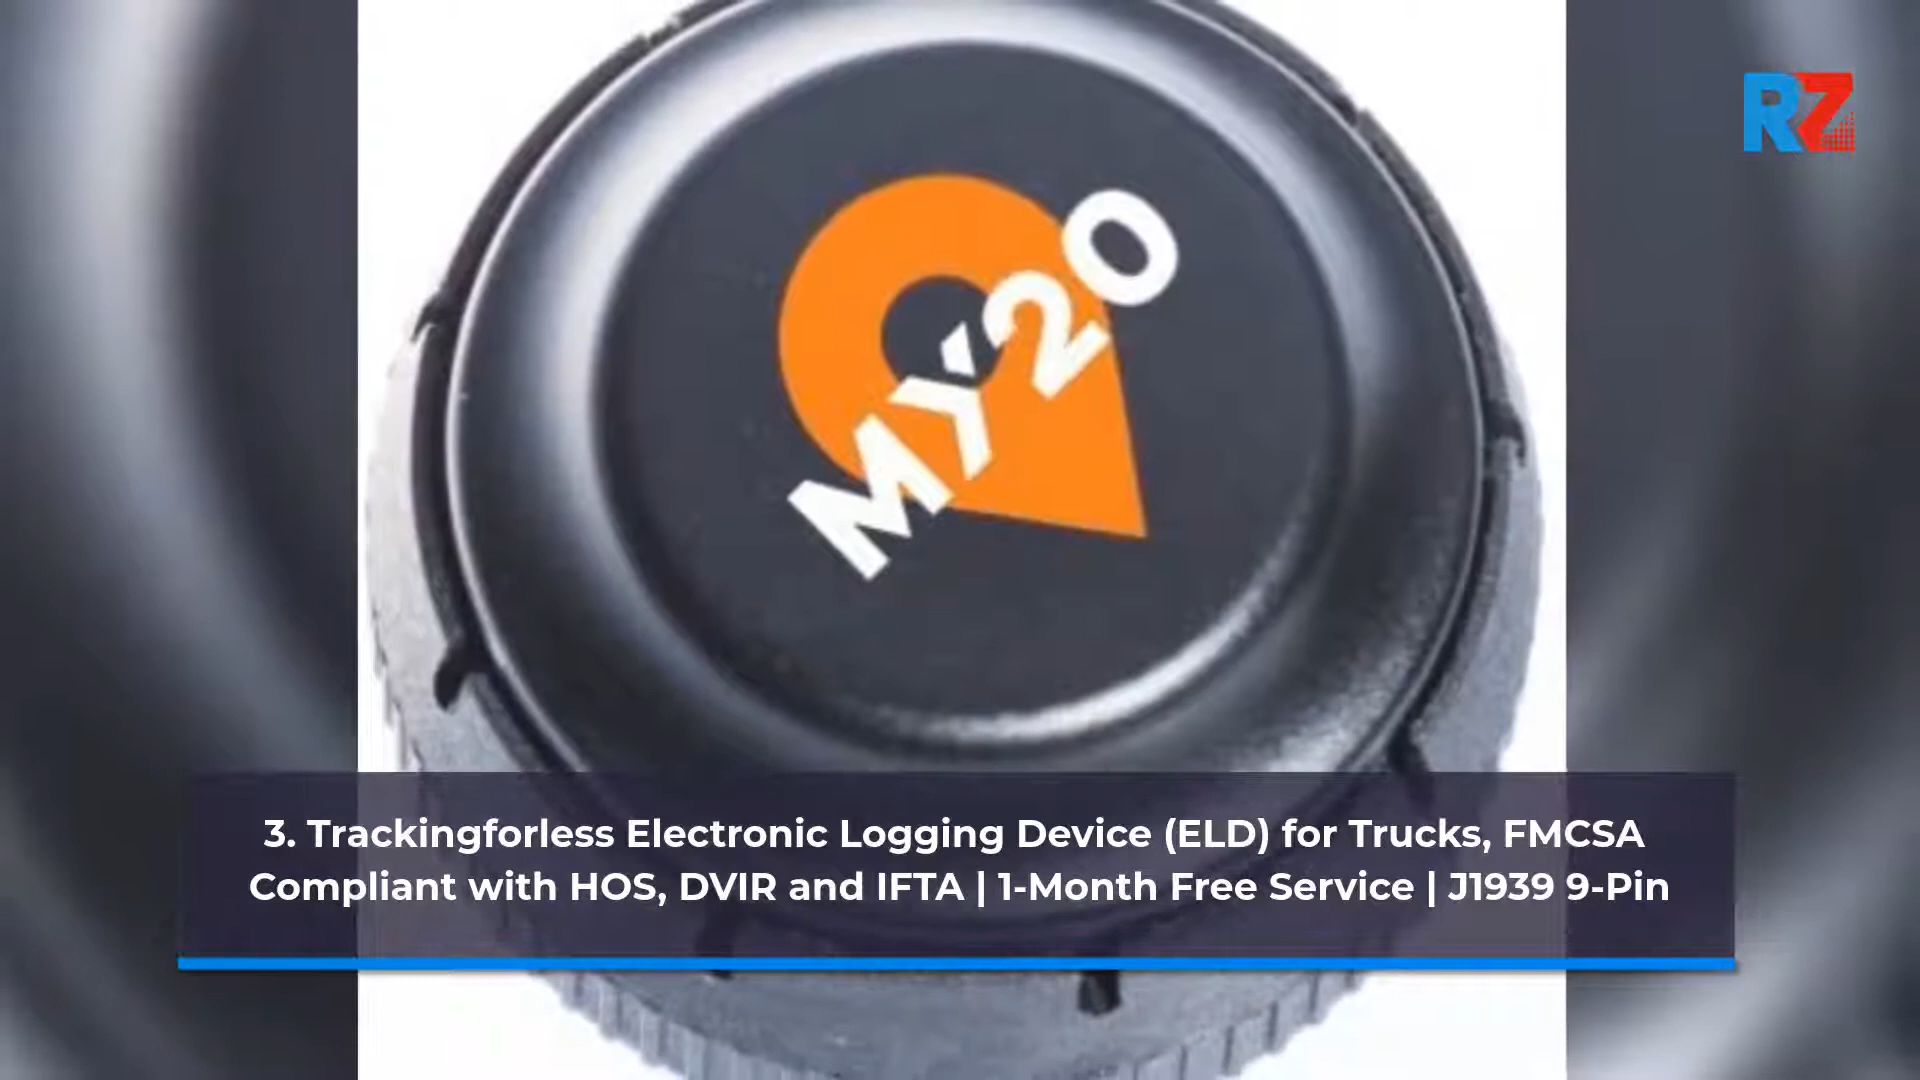 RZ
MX20
3. Trackingforless Electronic Logging Device (ELD) for Trucks, FMCSA
Compliant with HOS, DVIR and IFTA | 1-Month Free Service | J1939 9-Pin